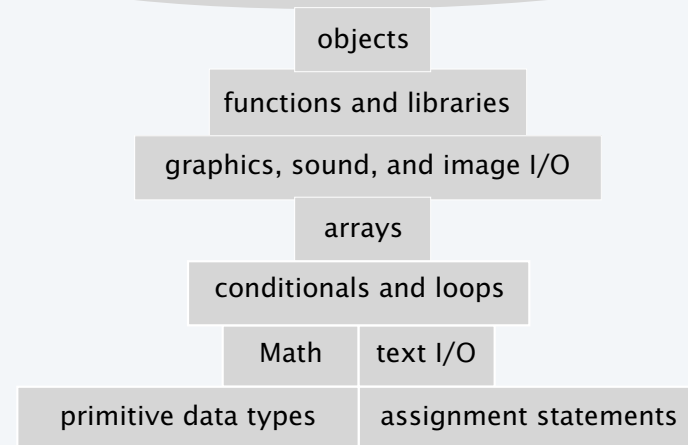 objects
functions and libraries
graphics, sound, and image I/O
arrays
conditionals and loops
Math text I/O
primitive data types assignment statements